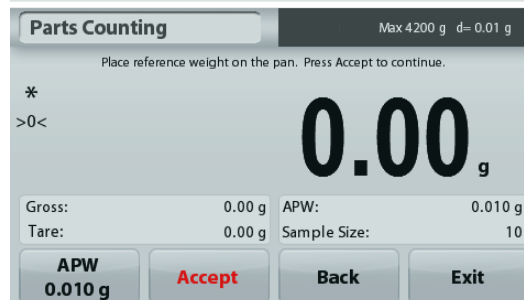 Parts Counting
Max 4200 g d= 0.01 g
Place reference weight on the pan. Press Accept to continue.
*
>0<
0.00 g
Gross: 0.00 g APW: 0.010 g
Tare: 0.00 g Sample Size: 10
APW
0.010 g
Accept
Back
Exit